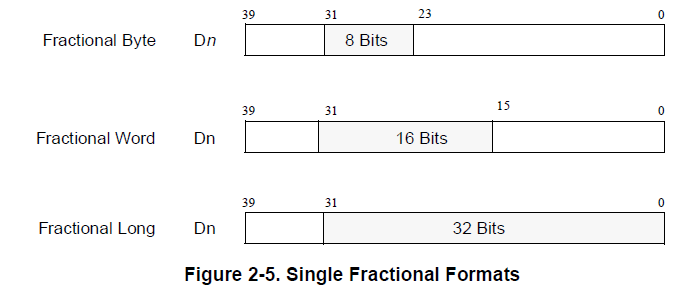 39 31 23 0
Fractional Byte Dn 8 Bits
39 31 15 0
Fractional Word Dn 16 Bits
39 31 0
Fractional Long Dn 32 Bits
Figure 2-5. Single Fractional Formats